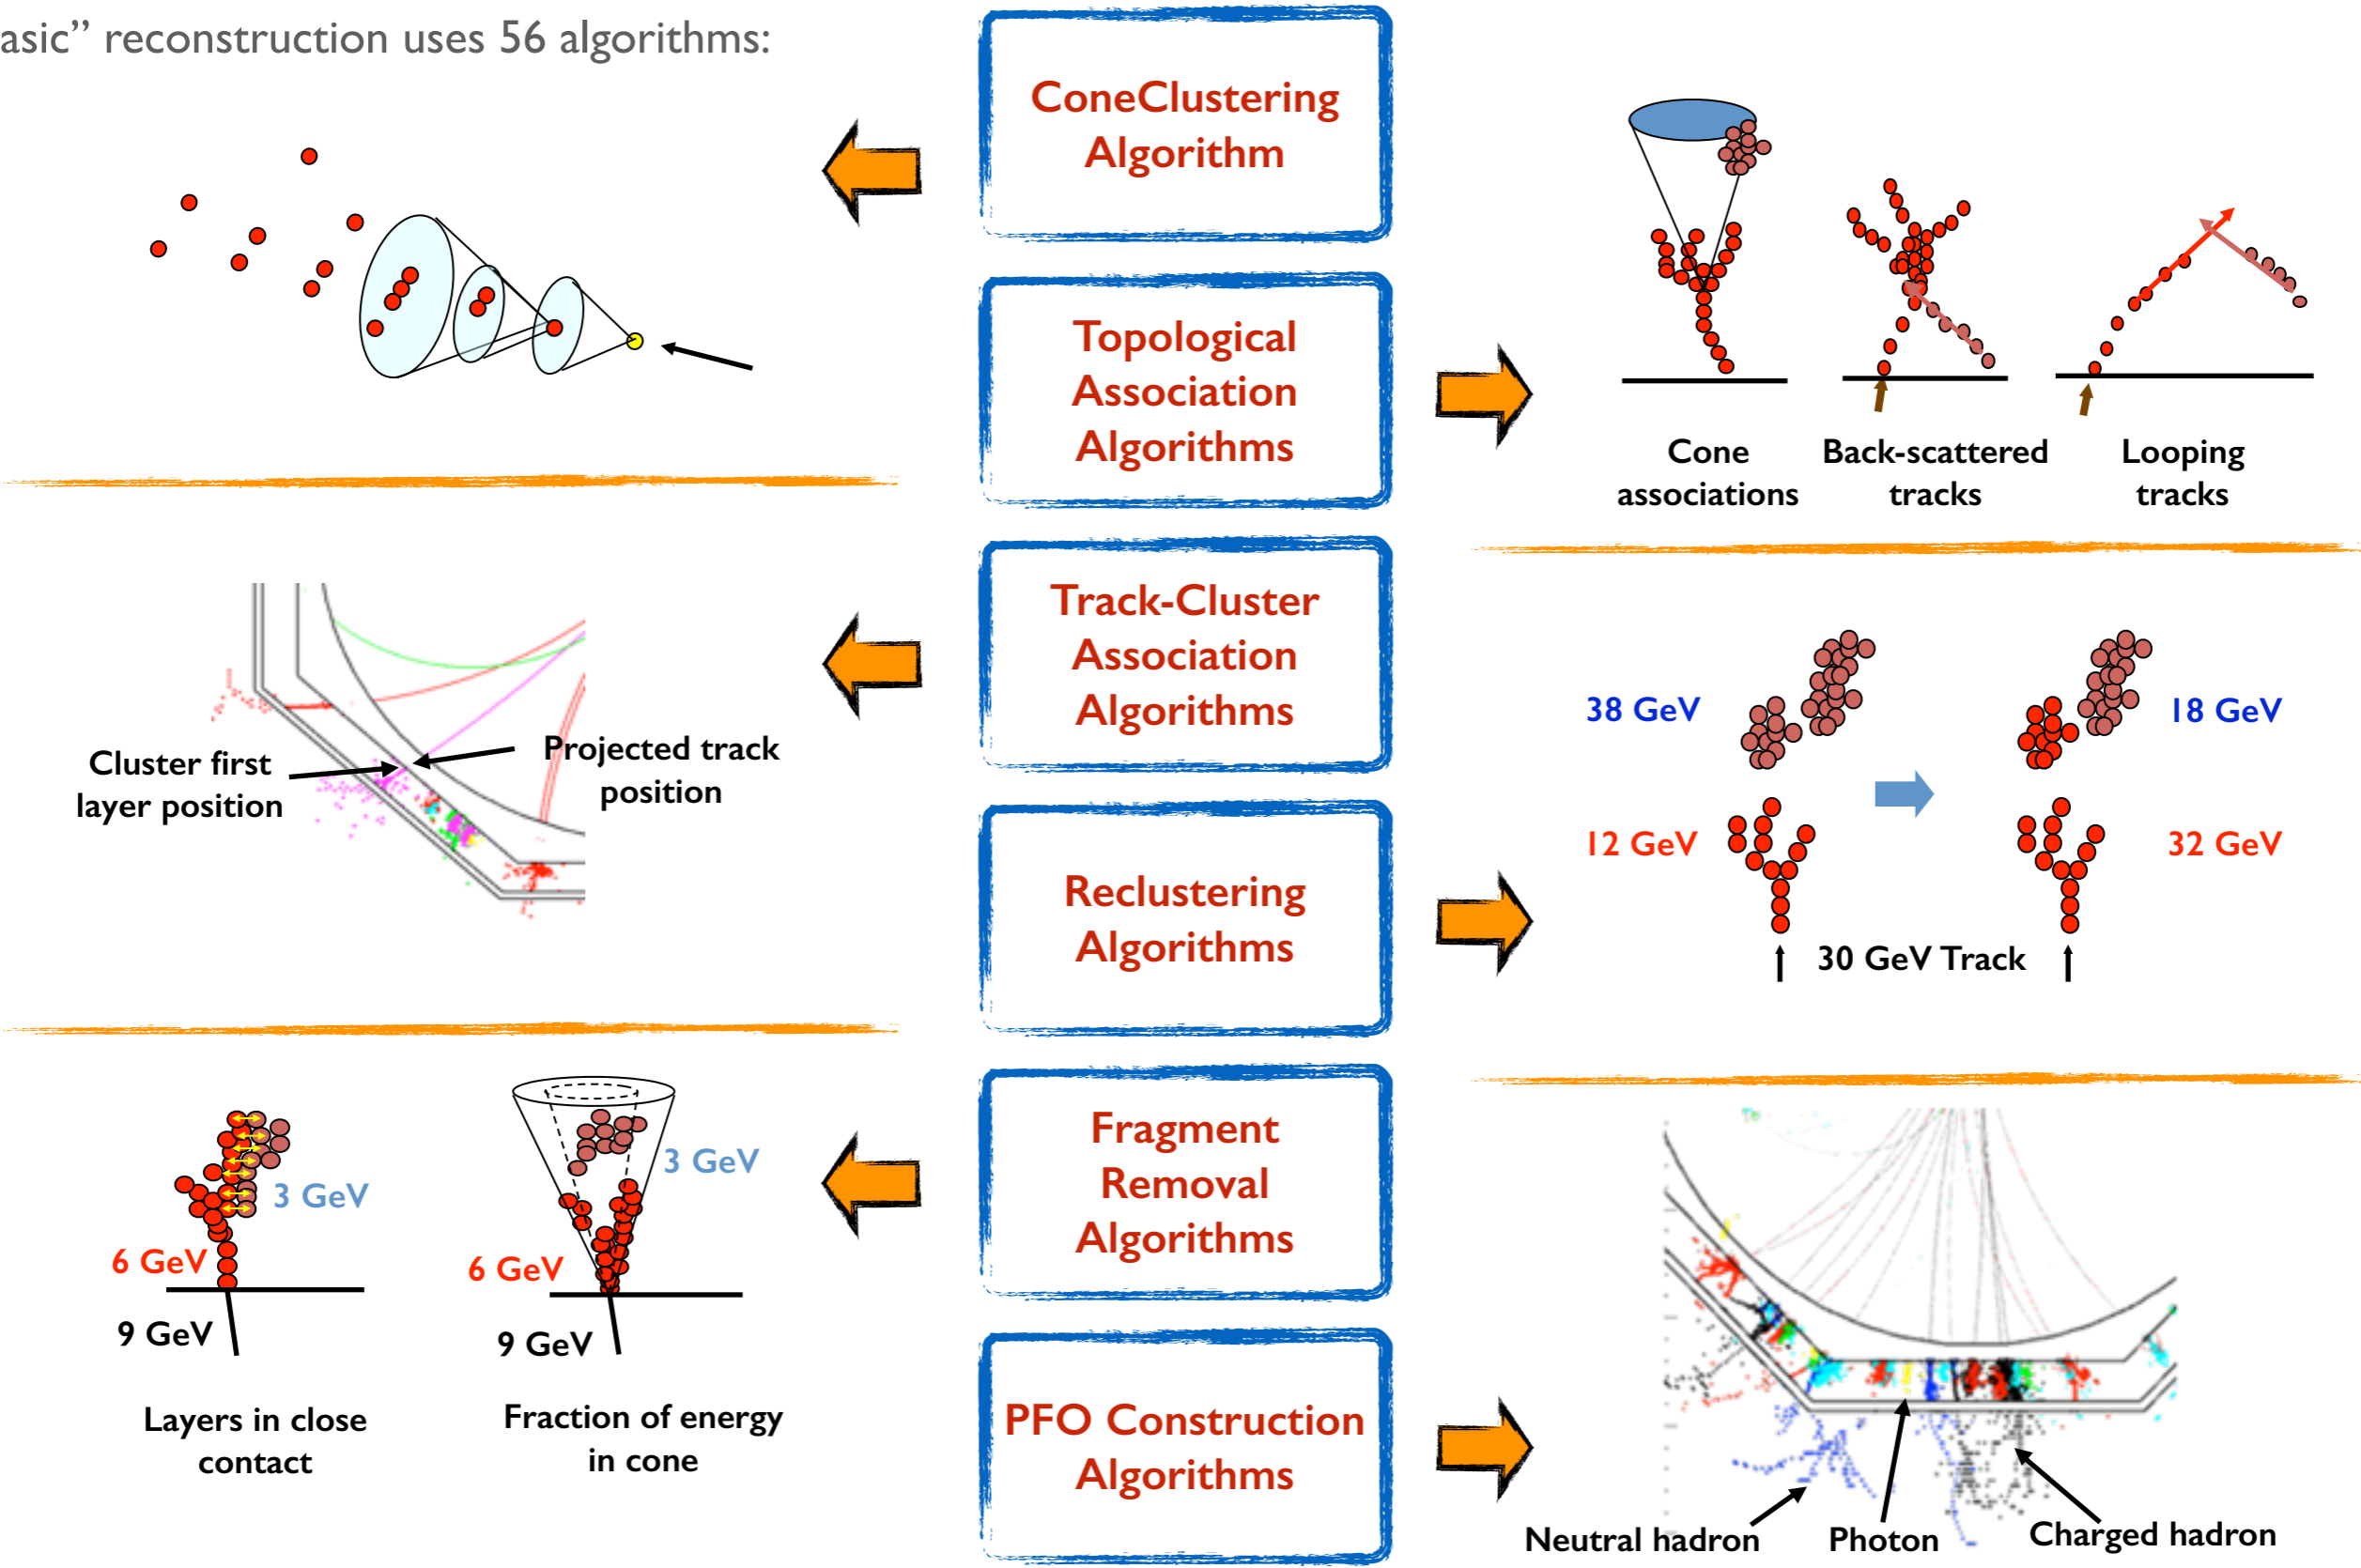 asic” reconstruction uses 56 algorithms:
ConeClustering
Algorithm
Topological
Association
Algorithms
Cone
associations
Back-scattered
tracks
Looping
tracks
Track-Cluster
Association
Algorithms
Cluster first
layer position
Projected track
position
Reclustering
Algorithms
38 GeV
18 GeV
12 GeV
32 GeV
30 GeV Track
Fragment
Removal
Algorithms
3 GeV
6 GeV
9 GeV
Layers in close
contact
3 GeV
6 GeV
9 GeV
Fraction of energy
in cone
PFO Construction
Algorithms
Neutral hadron
Photon
Charged hadron